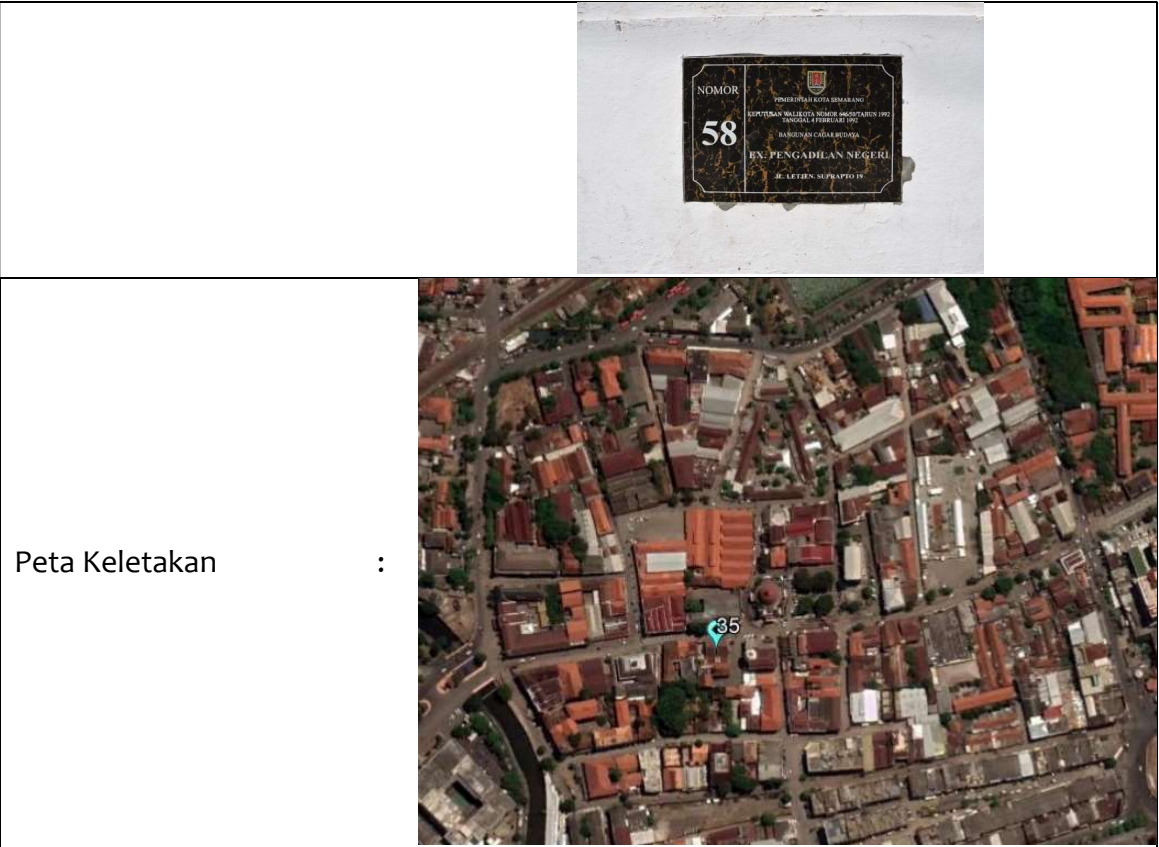 NOMOR
58
PEMERINTAH KOTA SEMARANG
KEPUTUSAN WALIKOTA NOMOR 646/50/TAHUN 1992
TANGGAL 4 FEBRUARI 1992
BANGUNAN CAGAR BUDAYA
EX. PENGADILAN NEGERI
JL. LETJEN. SUPRAPTO 19
Peta Keletakan :
35